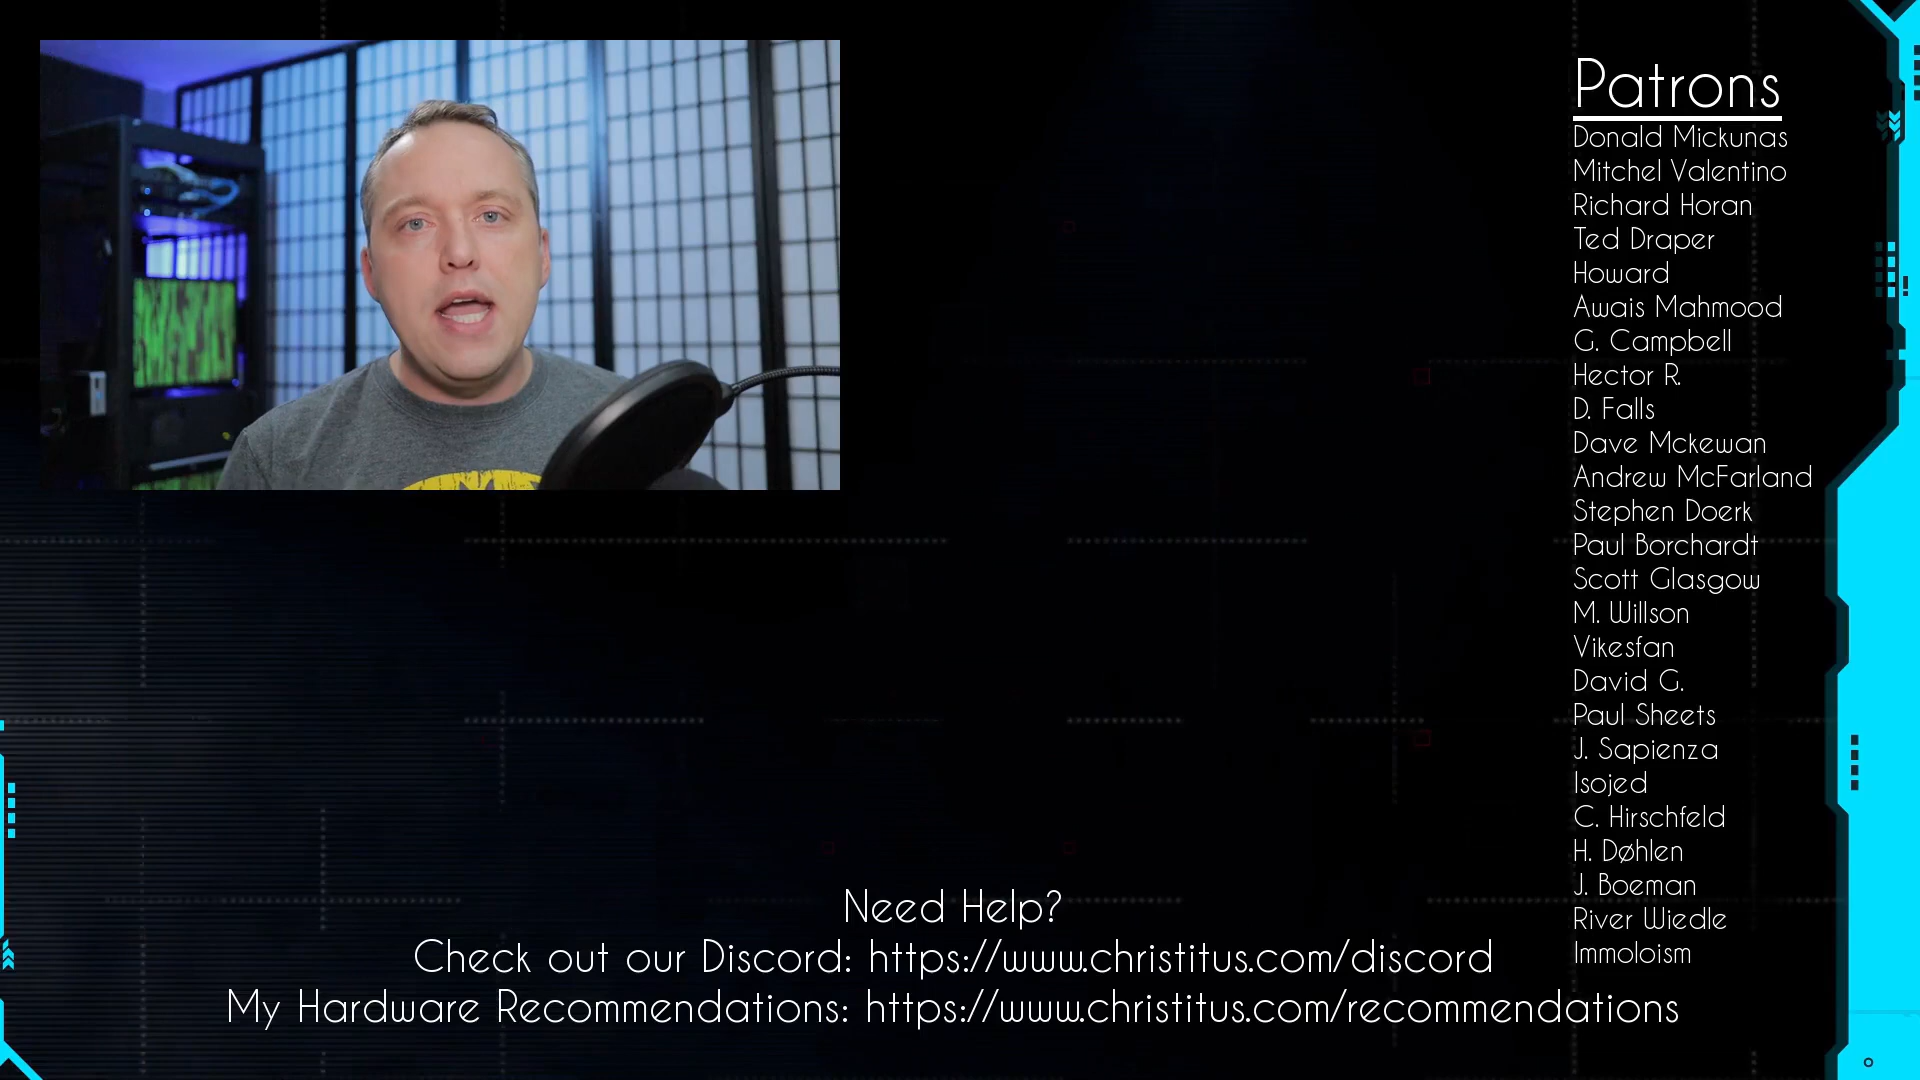 Patrons
Donald Mickunas
Mitchel Valentino
Richard Horan
Ted Draper
Howard
Awais Mahmood
G. Campbell
Hector R.
D. Falls
Dave Mckewan
Andrew McFarland
Stephen Doerk
Paul Borchardt
Scott Glasgow
M. Willson
Vikesfan
David G.
Paul Sheets
J. Sapienza
Isojed
C. Hirschfeld
H. Døhlen
J. Boeman
River Wiedle
Immoloism
Need Help?
Check out our Discord: https://www.christitus.com/discord
My Hardware Recommendations: https://www.christitus.com/recommendations